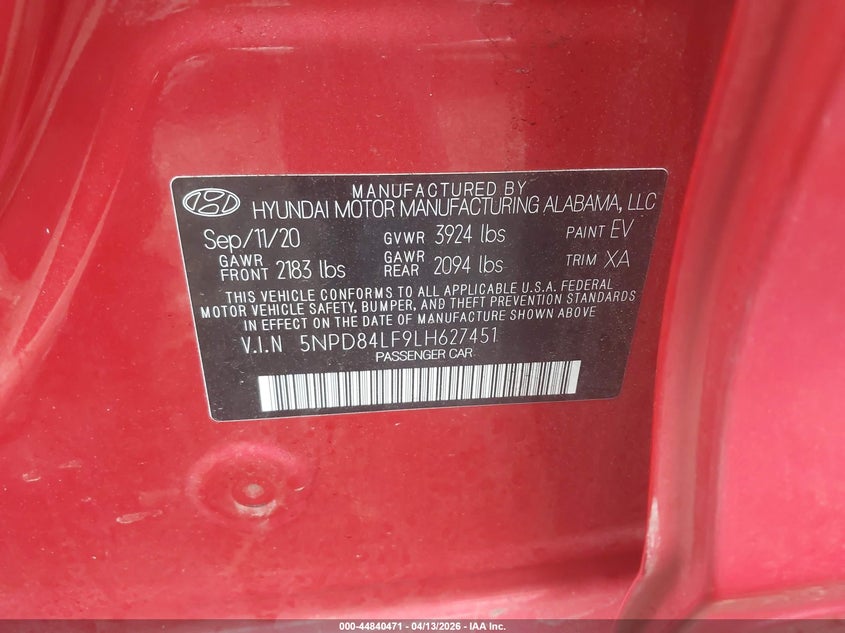 MANUFACTURED BY
HYUNDAI MOTOR MANUFACTURING ALABAMA, LLC
Sep/11/20 GVWR 3924 lbs PAINT EV
GAWR FRONT 2183 lbs GAWR REAR 2094 lbs TRIM XA
THIS VEHICLE CONFORMS TO ALL APPLICABLE U.S.A. FEDERAL
MOTOR VEHICLE SAFETY, BUMPER, AND THEFT PREVENTION STANDARDS
IN EFFECT ON THE DATE OF MANUFACTURE SHOWN ABOVE
V.I.N 5NPD84LF9LH627451
PASSENGER CAR
000-44840471 - 04/13/2026 - IAA Inc.